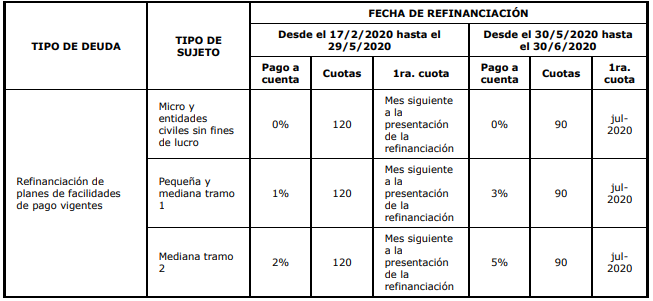 TIPO DE DEUDA
TIPO DE
SUJETO
FECHA DE REFINANCIACIÓN
Desde el 17/2/2020 hasta el
29/5/2020
Desde el 30/5/2020 hasta
el 30/6/2020
Pago a
cuenta
Cuotas
1ra. cuota
Pago a
cuenta
Cuotas
1ra.
cuota
Refinanciación de
planes de facilidades
de pago vigentes
Micro y
entidades
civiles sin fines
de lucro
0%
120
Mes siguiente
a la
presentación
de la
refinanciación
0%
90
jul-
2020
Pequeña y
mediana tramo
1
1%
120
Mes siguiente
a la
presentación
de la
refinanciación
3%
90
jul-
2020
Mediana tramo
2
2%
120
Mes siguiente
a la
presentación
de la
refinanciación
5%
90
jul-
2020